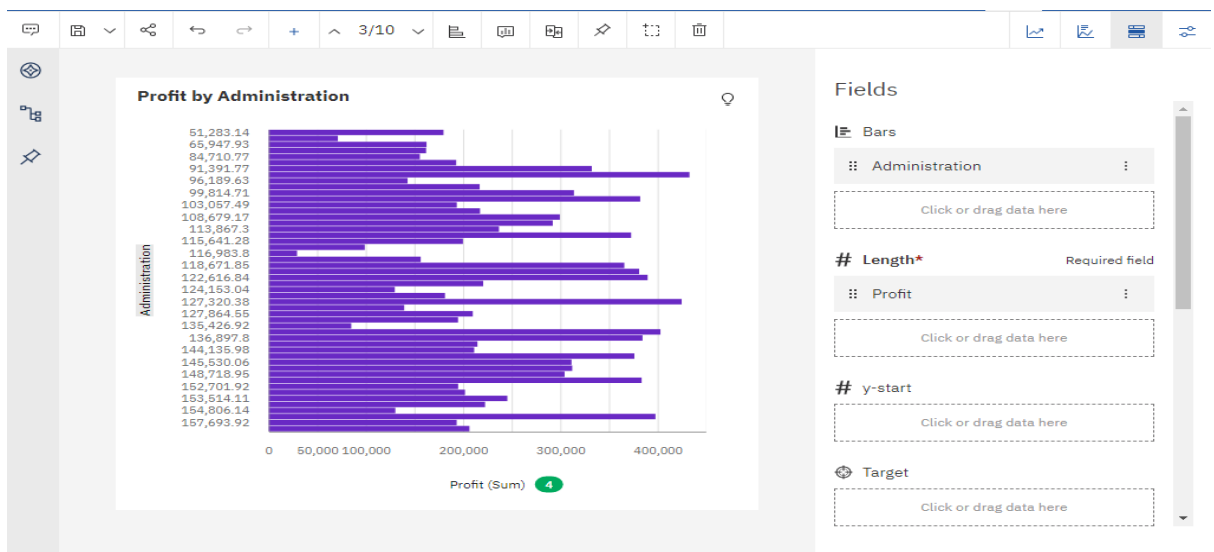 3/10
Profit by Administration
51,283.14
65,947.93
84,710.77
91,391.77
96,189.63
99,814.71
103,057.49
108,679.17
113,867.3
115,641.28
116,983.8
118,671.85
122,616.84
124,153.04
127,320.38
127,864.55
135,426.92
136,897.8
144,135.98
145,530.06
148,718.95
152,701.92
153,514.11
154,806.14
157,693.92
Administration
0 50,000 100,000 200,000 300,000 400,000
Profit (Sum) 4
Fields
Bars
Administration
Click or drag data here
# Length* Required field
Profit
Click or drag data here
# y-start
Click or drag data here
Target
Click or drag data here